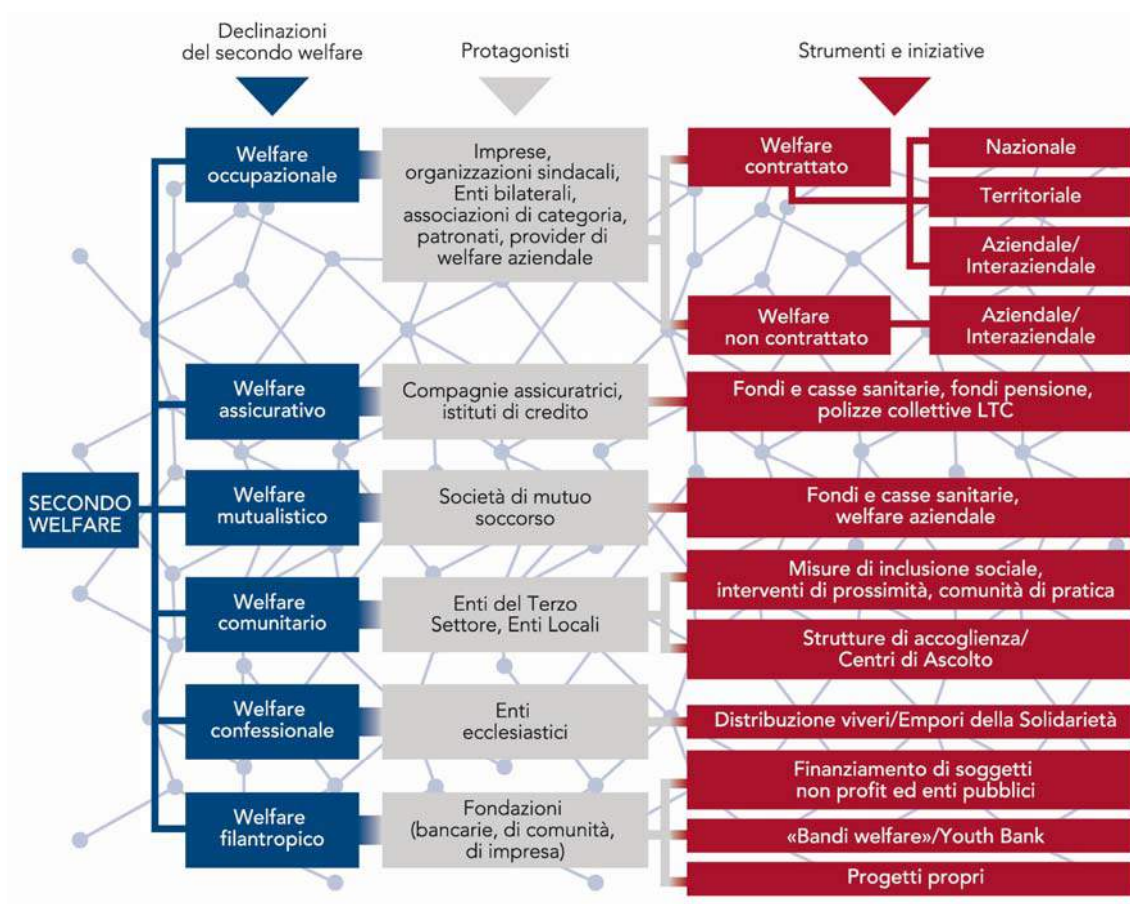 Declinazioni
del secondo welfare
Protagonisti
Strumenti e iniziative
SECONDO
WELFARE
Welfare
occupazionale
Imprese,
organizzazioni sindacali,
Enti bilaterali,
associazioni di categoria,
patronati, provider di
welfare aziendale
Welfare
contrattato
Nazionale
Territoriale
Aziendale/
Interaziendale
Welfare
non contrattato
Aziendale/
Interaziendale
Welfare
assicurativo
Compagnie assicuratrici,
istituti di credito
Fondi e casse sanitarie, fondi pensione,
polizze collettive LTC
Welfare
mutualistico
Società di mutuo
soccorso
Fondi e casse sanitarie,
welfare aziendale
Welfare
comunitario
Enti del Terzo
Settore, Enti Locali
Misure di inclusione sociale,
interventi di prossimità, comunità di pratica
Strutture di accoglienza/
Centri di Ascolto
Welfare
confessionale
Enti
ecclesiastici
Distribuzione viveri/Empori della Solidarietà
Welfare
filantropico
Fondazioni
(bancarie, di comunità,
di impresa)
Finanziamento di soggetti
non profit ed enti pubblici
«Bandi welfare»/Youth Bank
Progetti propri